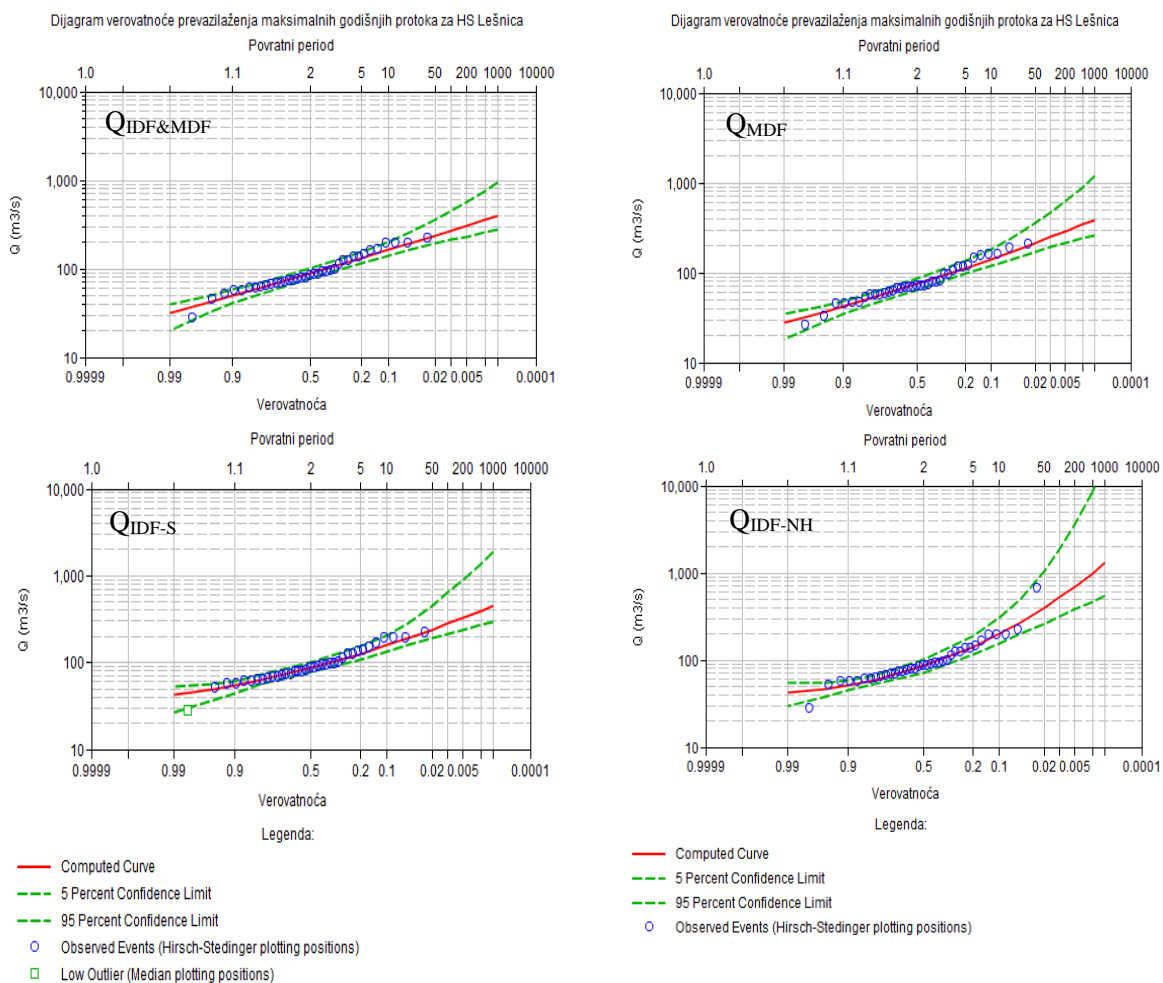 Dijagram verovatnoće prevazilaženja maksimalnih godišnjih protoka za HS Lešnica
Povratni period
1.0 1.1 2 5 10 50 200 1000 10000
10,000
1,000
100
10
Q (m3/s)
QIDF&MDF
0.9999 0.99 0.9 0.5 0.2 0.1 0.02 0.005 0.0001
Verovatnoća
Dijagram verovatnoće prevazilaženja maksimalnih godišnjih protoka za HS Lešnica
Povratni period
1.0 1.1 2 5 10 50 200 1000 10000
10,000
1,000
100
10
Q (m3/s)
QMDF
0.9999 0.99 0.9 0.5 0.2 0.1 0.02 0.005 0.0001
Verovatnoća
Povratni period
1.0 1.1 2 5 10 50 200 1000 10000
10,000
1,000
100
10
Q (m3/s)
QIDF-S
0.9999 0.99 0.9 0.5 0.2 0.1 0.02 0.005 0.0001
Verovatnoća
Legenda:
Computed Curve
5 Percent Confidence Limit
95 Percent Confidence Limit
Observed Events (Hirsch-Stedinger plotting positions)
Low Outlier (Median plotting positions)
Povratni period
1.0 1.1 2 5 10 50 200 1000 10000
10,000
1,000
100
10
Q (m3/s)
QIDF-NH
0.9999 0.99 0.9 0.5 0.2 0.1 0.02 0.005 0.0001
Verovatnoća
Legenda:
Computed Curve
5 Percent Confidence Limit
95 Percent Confidence Limit
Observed Events (Hirsch-Stedinger plotting positions)